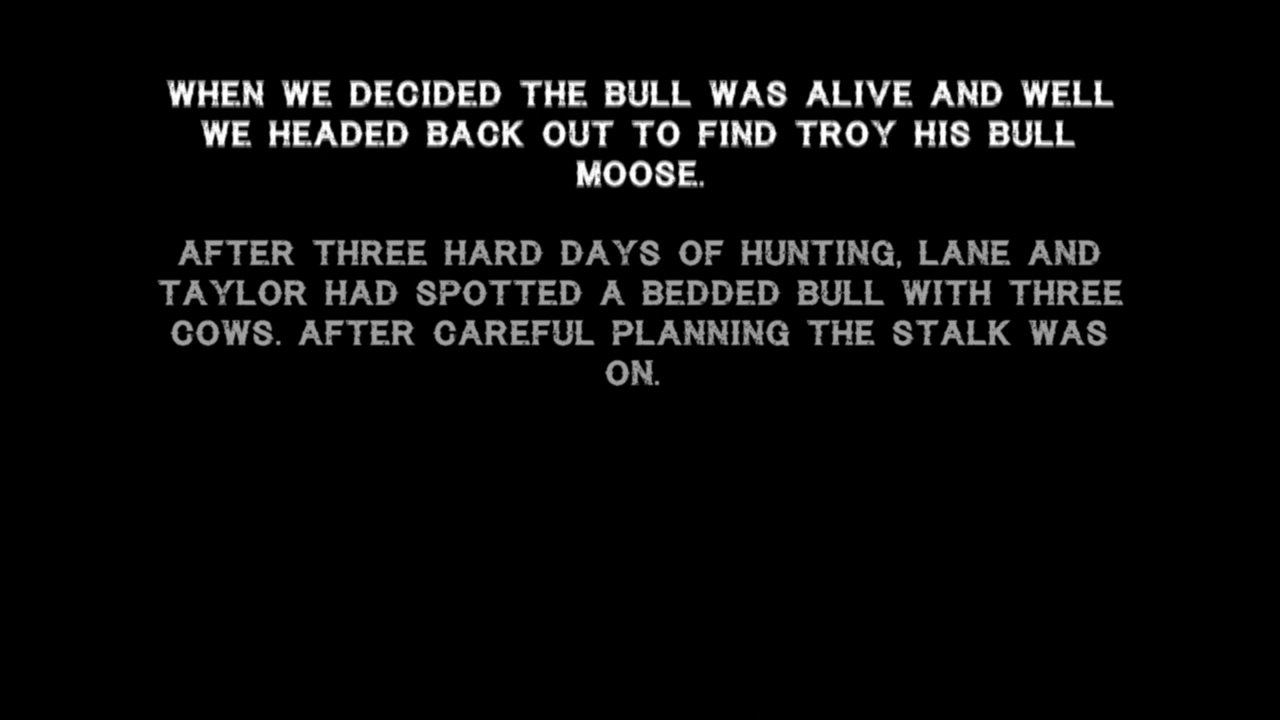 WHEN WE DECIDED THE BULL WAS ALIVE AND WELL
WE HEADED BACK OUT TO FIND TROY HIS BULL
MOOSE.
AFTER THREE HARD DAYS OF HUNTING, LANE AND
TAYLOR HAD SPOTTED A BEDDED BULL WITH THREE
COWS. AFTER CAREFUL PLANNING THE STALK WAS
ON.